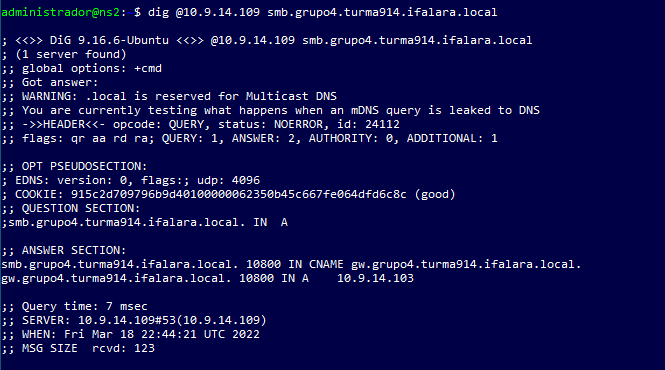 administrador@ns2:~$ dig @10.9.14.109 smb.grupo4.turma914.ifalara.local
; <<>> DiG 9.16.6-Ubuntu <<>> @10.9.14.109 smb.grupo4.turma914.ifalara.local
; (1 server found)
;; global options: +cmd
;; Got answer:
;; WARNING: .local is reserved for Multicast DNS
;; You are currently testing what happens when an mDNS query is leaked to DNS
;; ->>HEADER<<- opcode: QUERY, status: NOERROR, id: 24112
;; flags: qr aa rd ra; QUERY: 1, ANSWER: 2, AUTHORITY: 0, ADDITIONAL: 1
;; OPT PSEUDOSECTION:
; EDNS: version: 0, flags:; udp: 4096
; COOKIE: 915c2d709796b9d40100000062350b45c667fe064dfd6c8c (good)
;; QUESTION SECTION:
;smb.grupo4.turma914.ifalara.local. IN  A
;; ANSWER SECTION:
smb.grupo4.turma914.ifalara.local. 10800 IN CNAME gw.grupo4.turma914.ifalara.local.
gw.grupo4.turma914.ifalara.local. 10800 IN A    10.9.14.103
;; Query time: 7 msec
;; SERVER: 10.9.14.109#53(10.9.14.109)
;; WHEN: Fri Mar 18 22:44:21 UTC 2022
;; MSG SIZE  rcvd: 123